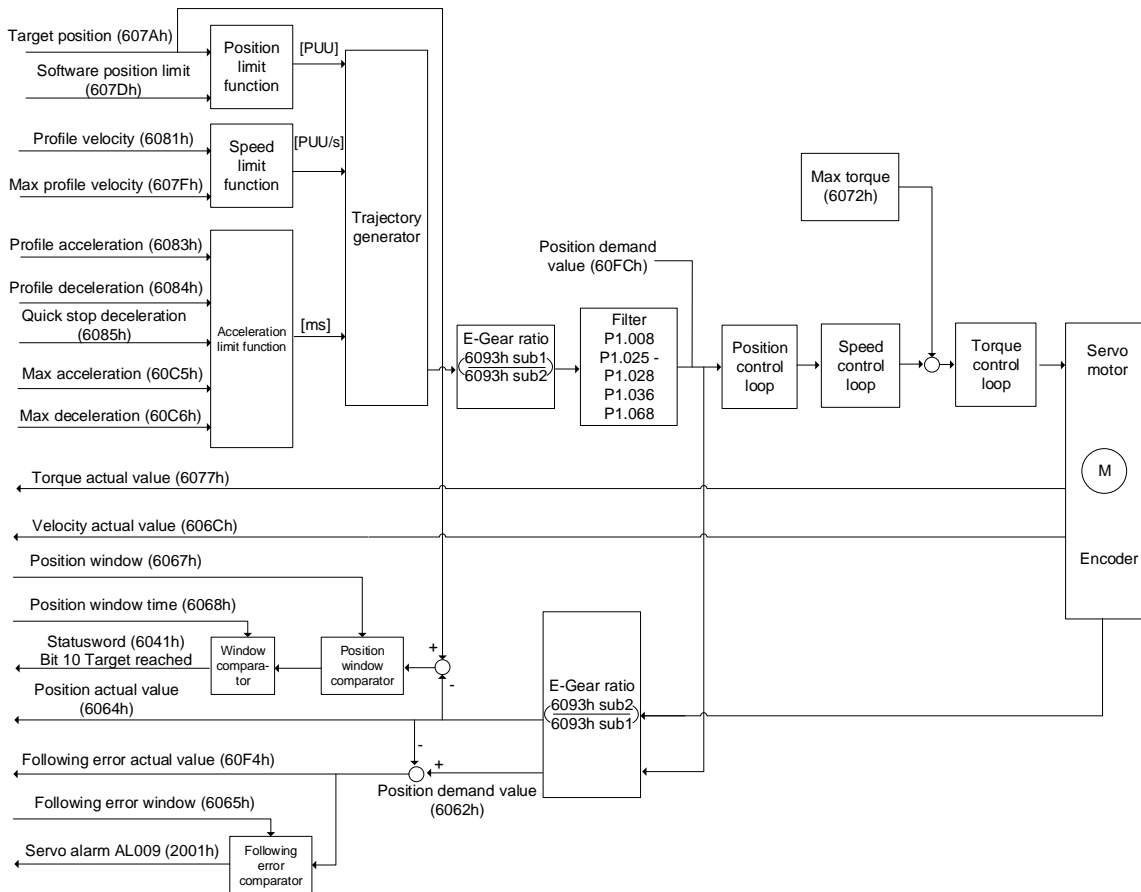 Target position (607Ah)
Software position limit
(607Dh)
Position
limit
function
[PUU]
Profile velocity (6081h)
Max profile velocity (607Fh)
Speed
limit
function
[PUU/s]
Profile acceleration (6083h)
Profile deceleration (6084h)
Quick stop deceleration
(6085h)
Max acceleration (60C5h)
Max deceleration (60C6h)
Acceleration
limit function
[ms]
Trajectory
generator
E-Gear ratio
(6093h sub1
6093h sub2)
Filter
P1.008
P1.025 -
P1.028
P1.036
P1.068
Position demand
value (60FCh)
Position
control
loop
Speed
control
loop
Max torque
(6072h)
Torque
control
loop
Servo
motor
M
Encoder
Torque actual value (6077h)
Velocity actual value (606Ch)
Position window (6067h)
Position window time (6068h)
Statusword (6041h)
Bit 10 Target reached
Window
compara-
tor
Position
window
comparator
+
-
Position actual value
(6064h)
E-Gear ratio
(6093h sub2
6093h sub1)
-
+
Following error actual value (60F4h)
Position demand value
(6062h)
Following error window (6065h)
Servo alarm AL009 (2001h)
Following
error
comparator